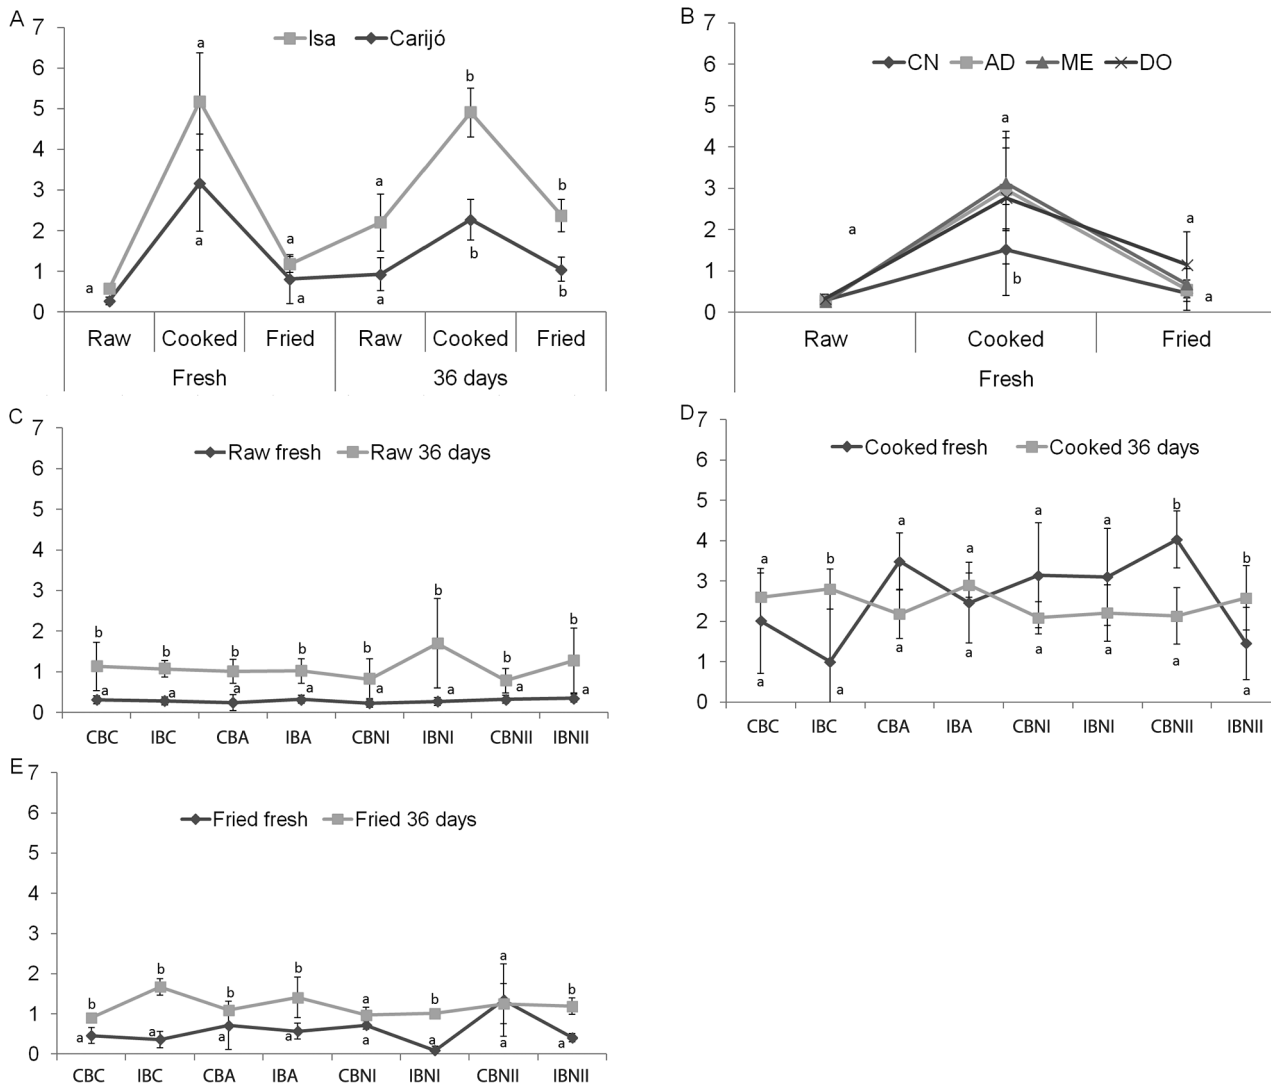 A
Isa Carijó
7
6
5
4
3
2
1
0
a
a
a
a
a
a
a
a
b
b
b
b
Raw Cooked Fried Raw Cooked Fried
Fresh 36 days
B
CN AD ME DO
7
6
5
4
3
2
1
0
a
a
b
a
a
Raw Cooked Fried
Fresh
C
Raw fresh Raw 36 days
7
6
5
4
3
2
1
0
b b b b b b b b
a a a a a a a a
CBC IBC CBA IBA CBNI IBNI CBNII IBNII
D
Cooked fresh Cooked 36 days
7
6
5
4
3
2
1
0
a b a a a a b b
a a a a a a a a
CBC IBC CBA IBA CBNI IBNI CBNII IBNII
E
Fried fresh Fried 36 days
7
6
5
4
3
2
1
0
b b b b a b a b
a a a a a a a a
CBC IBC CBA IBA CBNI IBNI CBNII IBNII